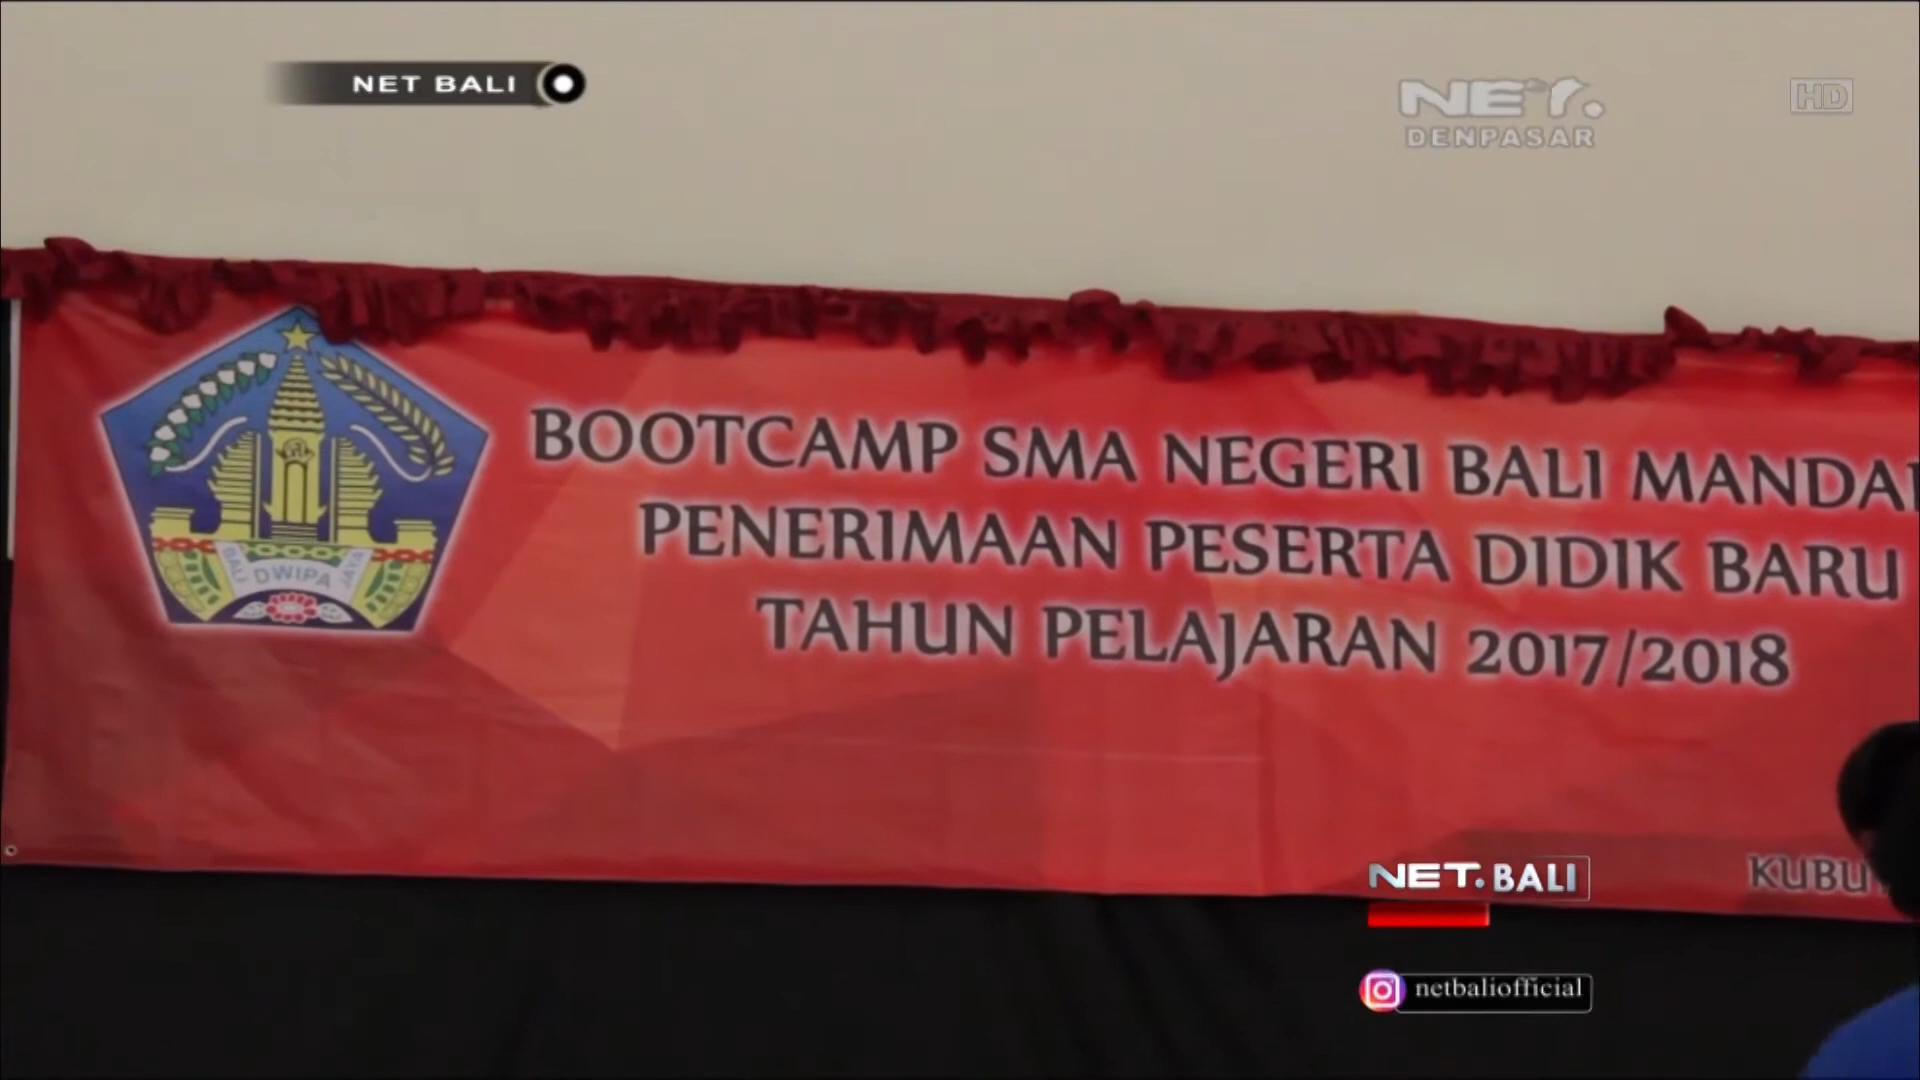 NET BALI
NET.
DENPASAR
HD
BOOTCAMP SMA NEGERI BALI
PENERIMAAN PESERTA DIDIK BARU
TAHUN PELAJARAN 2017/2018
BALI DWIPA JAYA
NET. BALI
netbaliofficial